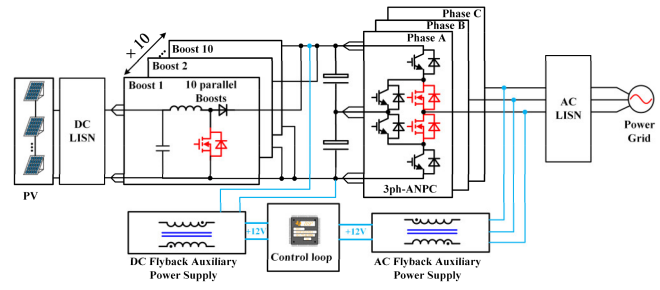 Phase C
Phase B
Phase A
× 10
Boost 10
Boost 2
Boost 1
10 parallel
Boosts
DC
LISN
AC
LISN
Power
Grid
PV
3ph-ANPC
+12V
+12V
DC Flyback Auxiliary
Power Supply
Control loop
AC Flyback Auxiliary
Power Supply